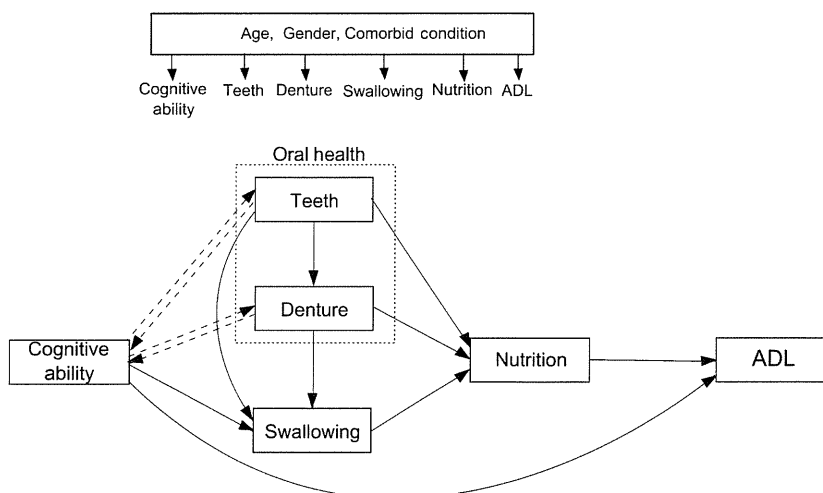 Age, Gender, Comorbid condition
Cognitive
ability
Teeth
Denture
Swallowing
Nutrition
ADL
Oral health
Teeth
Denture
Cognitive
ability
Nutrition
ADL
Swallowing